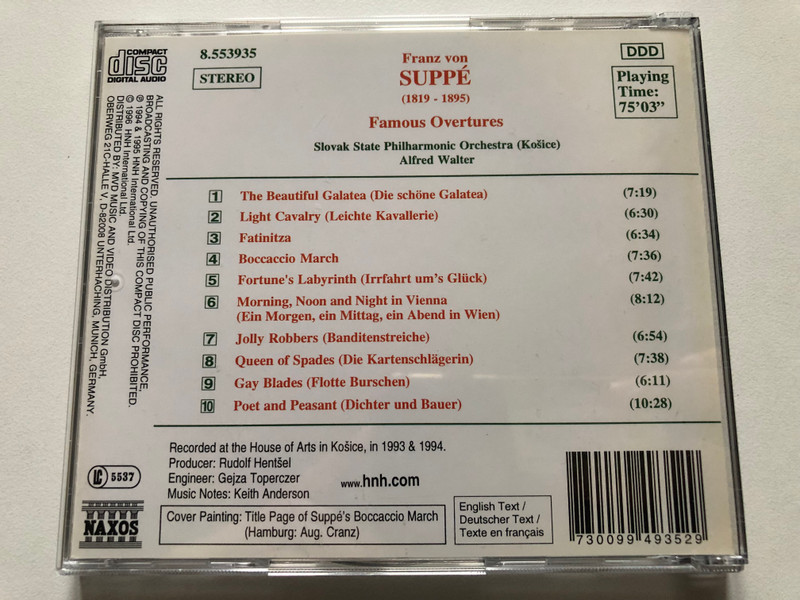 COMPACT
disc
DIGITAL AUDIO
8.553935
STEREO
Franz von
SUPPÉ
(1819 - 1895)
Famous Overtures
Slovak State Philharmonic Orchestra (Košice)
Alfred Walter
DDD
Playing
Time:
75'03"
1 The Beautiful Galatea (Die schöne Galatea) (7:19)
2 Light Cavalry (Leichte Kavallerie) (6:30)
3 Fatinitza (6:34)
4 Boccaccio March (7:36)
5 Fortune's Labyrinth (Irrfahrt um's Glück) (7:42)
6 Morning, Noon and Night in Vienna (8:12)
(Ein Morgen, ein Mittag, ein Abend in Wien)
7 Jolly Robbers (Banditenstreiche) (6:54)
8 Queen of Spades (Die Kartenschlägerin) (7:38)
9 Gay Blades (Flotte Burschen) (6:11)
10 Poet and Peasant (Dichter und Bauer) (10:28)
ALL RIGHTS RESERVED. UNAUTHORISED PUBLIC PERFORMANCE,
BROADCASTING AND COPYING OF THIS COMPACT DISC PROHIBITED.
℗ 1994 & 1995 HNH International Ltd.
© 1996 HNH International Ltd.
DISTRIBUTED BY: MVD MUSIC AND VIDEO DISTRIBUTION GmbH,
OBERWEG 21C-HALLE V, D-82008 UNTERHACHING, MUNICH, GERMANY.
LC 5537
NAXOS
Recorded at the House of Arts in Košice, in 1993 & 1994.
Producer: Rudolf Hentšel
Engineer: Gejza Toperczer
Music Notes: Keith Anderson
www.hnh.com
Cover Painting: Title Page of Suppé's Boccaccio March
(Hamburg: Aug. Cranz)
English Text /
Deutscher Text /
Texte en français
730099493529